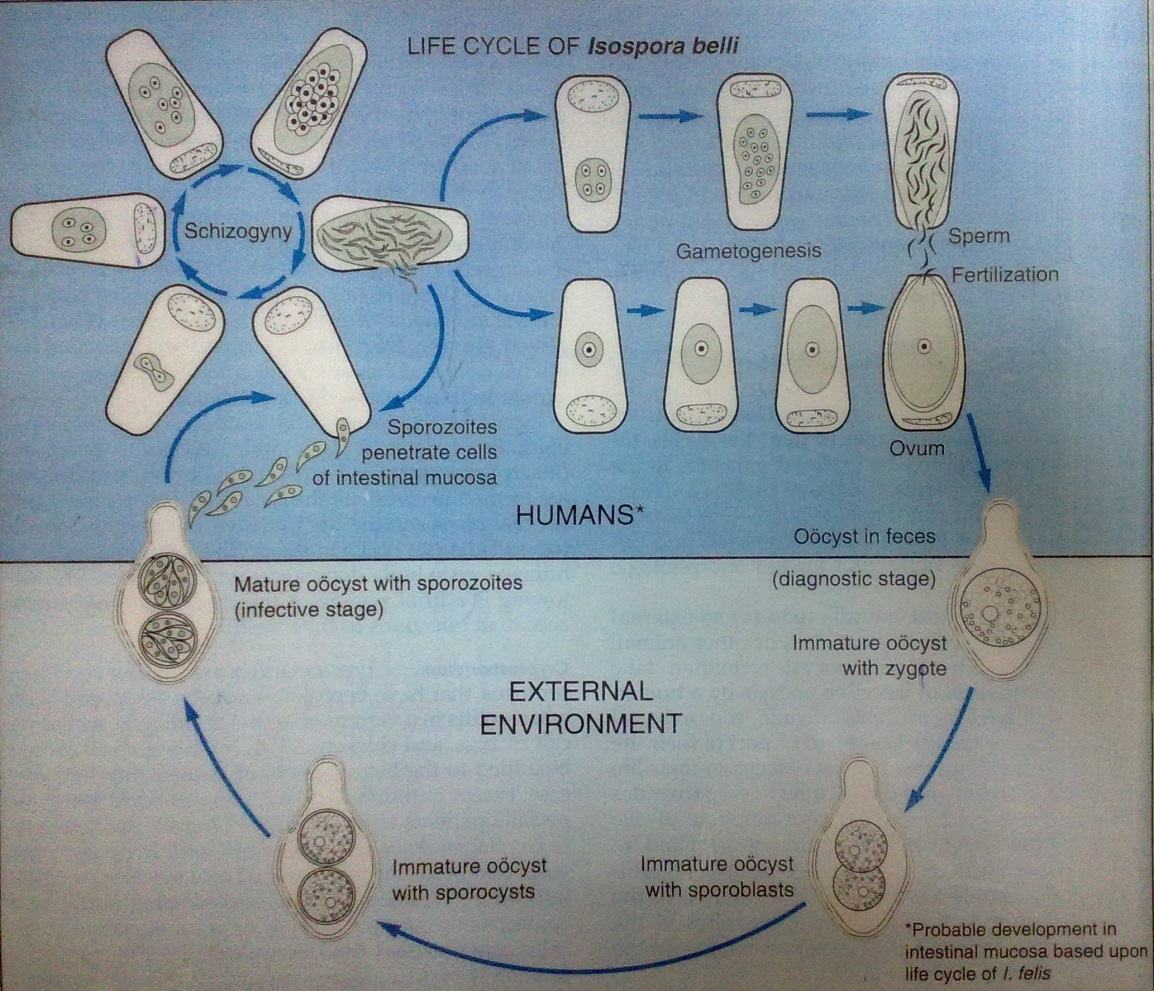 LIFE CYCLE OF Isospora belli
Schizogyny
Gametogenesis
Sperm
Fertilization
Ovum
Sporozoites
penetrate cells
of intestinal mucosa
HUMANS*
Oöcyst in feces
(diagnostic stage)
Mature oöcyst with sporozoites
(infective stage)
Immature oöcyst
with zygote
EXTERNAL
ENVIRONMENT
Immature oöcyst
with sporocysts
Immature oöcyst
with sporoblasts
*Probable development in
intestinal mucosa based upon
life cycle of I. felis